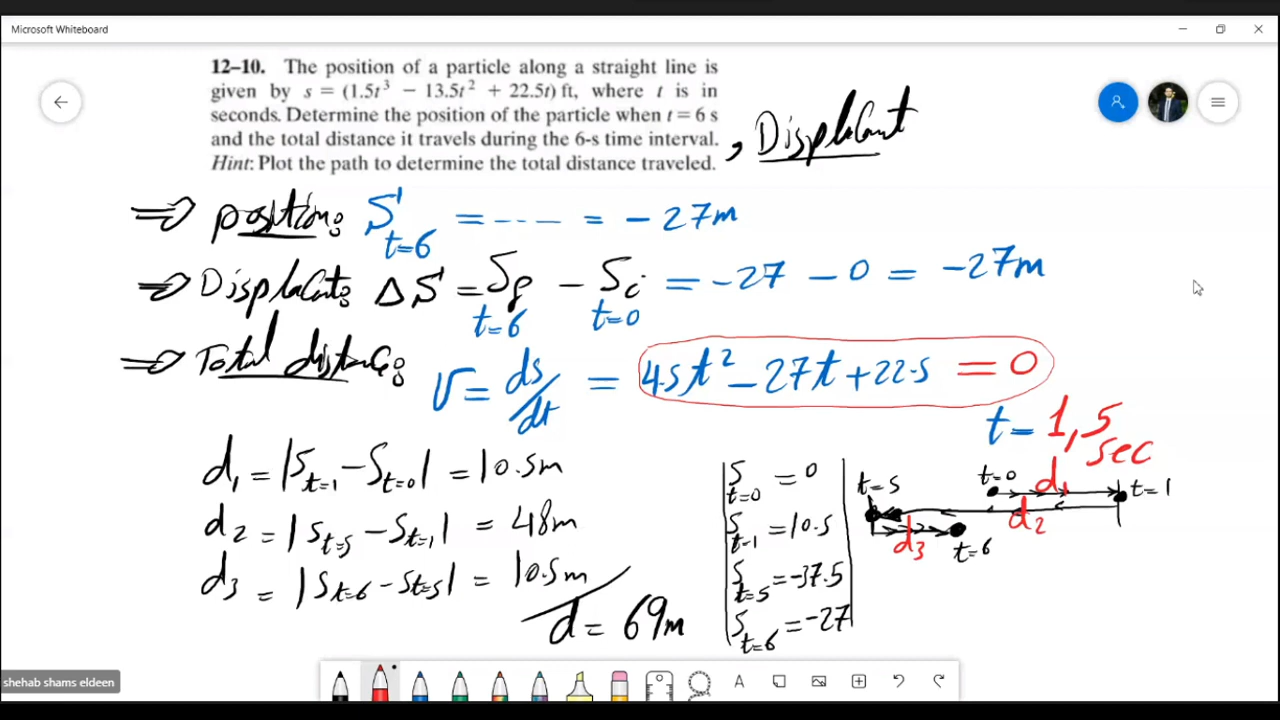 Microsoft Whiteboard
12–10. The position of a particle along a straight line is
given by s = (1.5t³ − 13.5t² + 22.5t) ft, where t is in
seconds. Determine the position of the particle when t = 6 s
and the total distance it travels during the 6-s time interval.
Hint: Plot the path to determine the total distance traveled.
⇒ position: S t=6 = ---- = -27m
ΔS = Sf t=6 - Si t=0 = -27 - 0 = -27m
⇒ Total distance:
v = ds/dt = 4.5t² - 27t + 22.5 = 0
t = 1, 5 sec
d1 = |S t=1 - S t=0| = 10.5m
d2 = |S t=5 - S t=1| = 48m
d3 = |S t=6 - S t=5| = 10.5m
d = 69m
S t=0 = 0
S t=1 = 10.5
S t=5 = -37.5
S t=6 = -27
t=5 t=0 d1 t=1
d2
d3 t=6
shehab shams eldeen
A